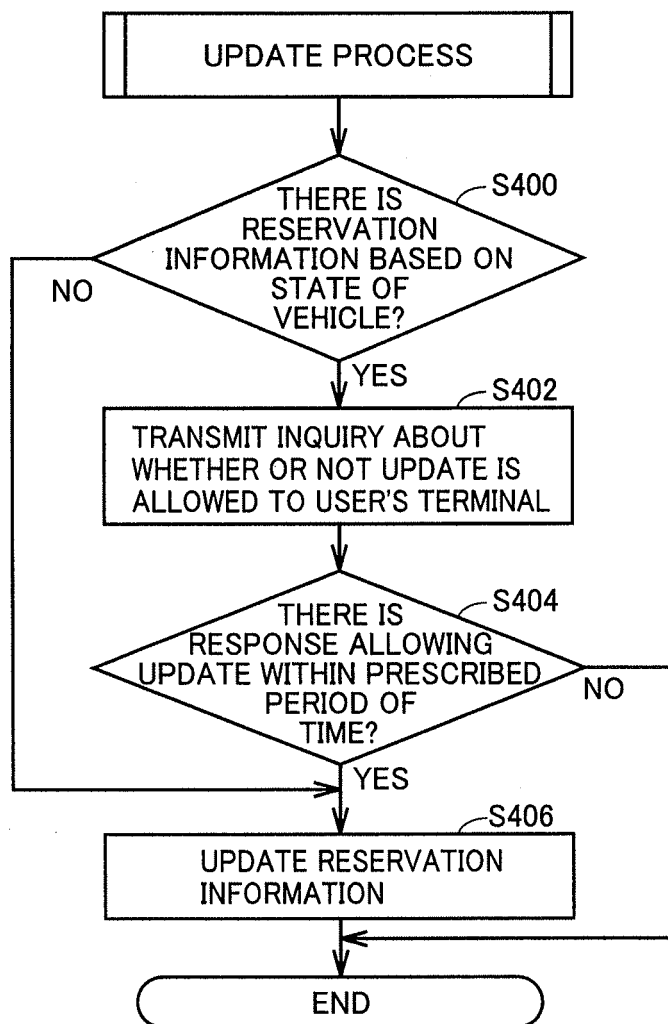 UPDATE PROCESS
S400
THERE IS
RESERVATION
INFORMATION BASED ON
STATE OF
VEHICLE?
NO
YES
S402
TRANSMIT INQUIRY ABOUT
WHETHER OR NOT UPDATE IS
ALLOWED TO USER'S TERMINAL
S404
THERE IS
RESPONSE ALLOWING
UPDATE WITHIN PRESCRIBED
PERIOD OF
TIME?
NO
YES
S406
UPDATE RESERVATION
INFORMATION
END